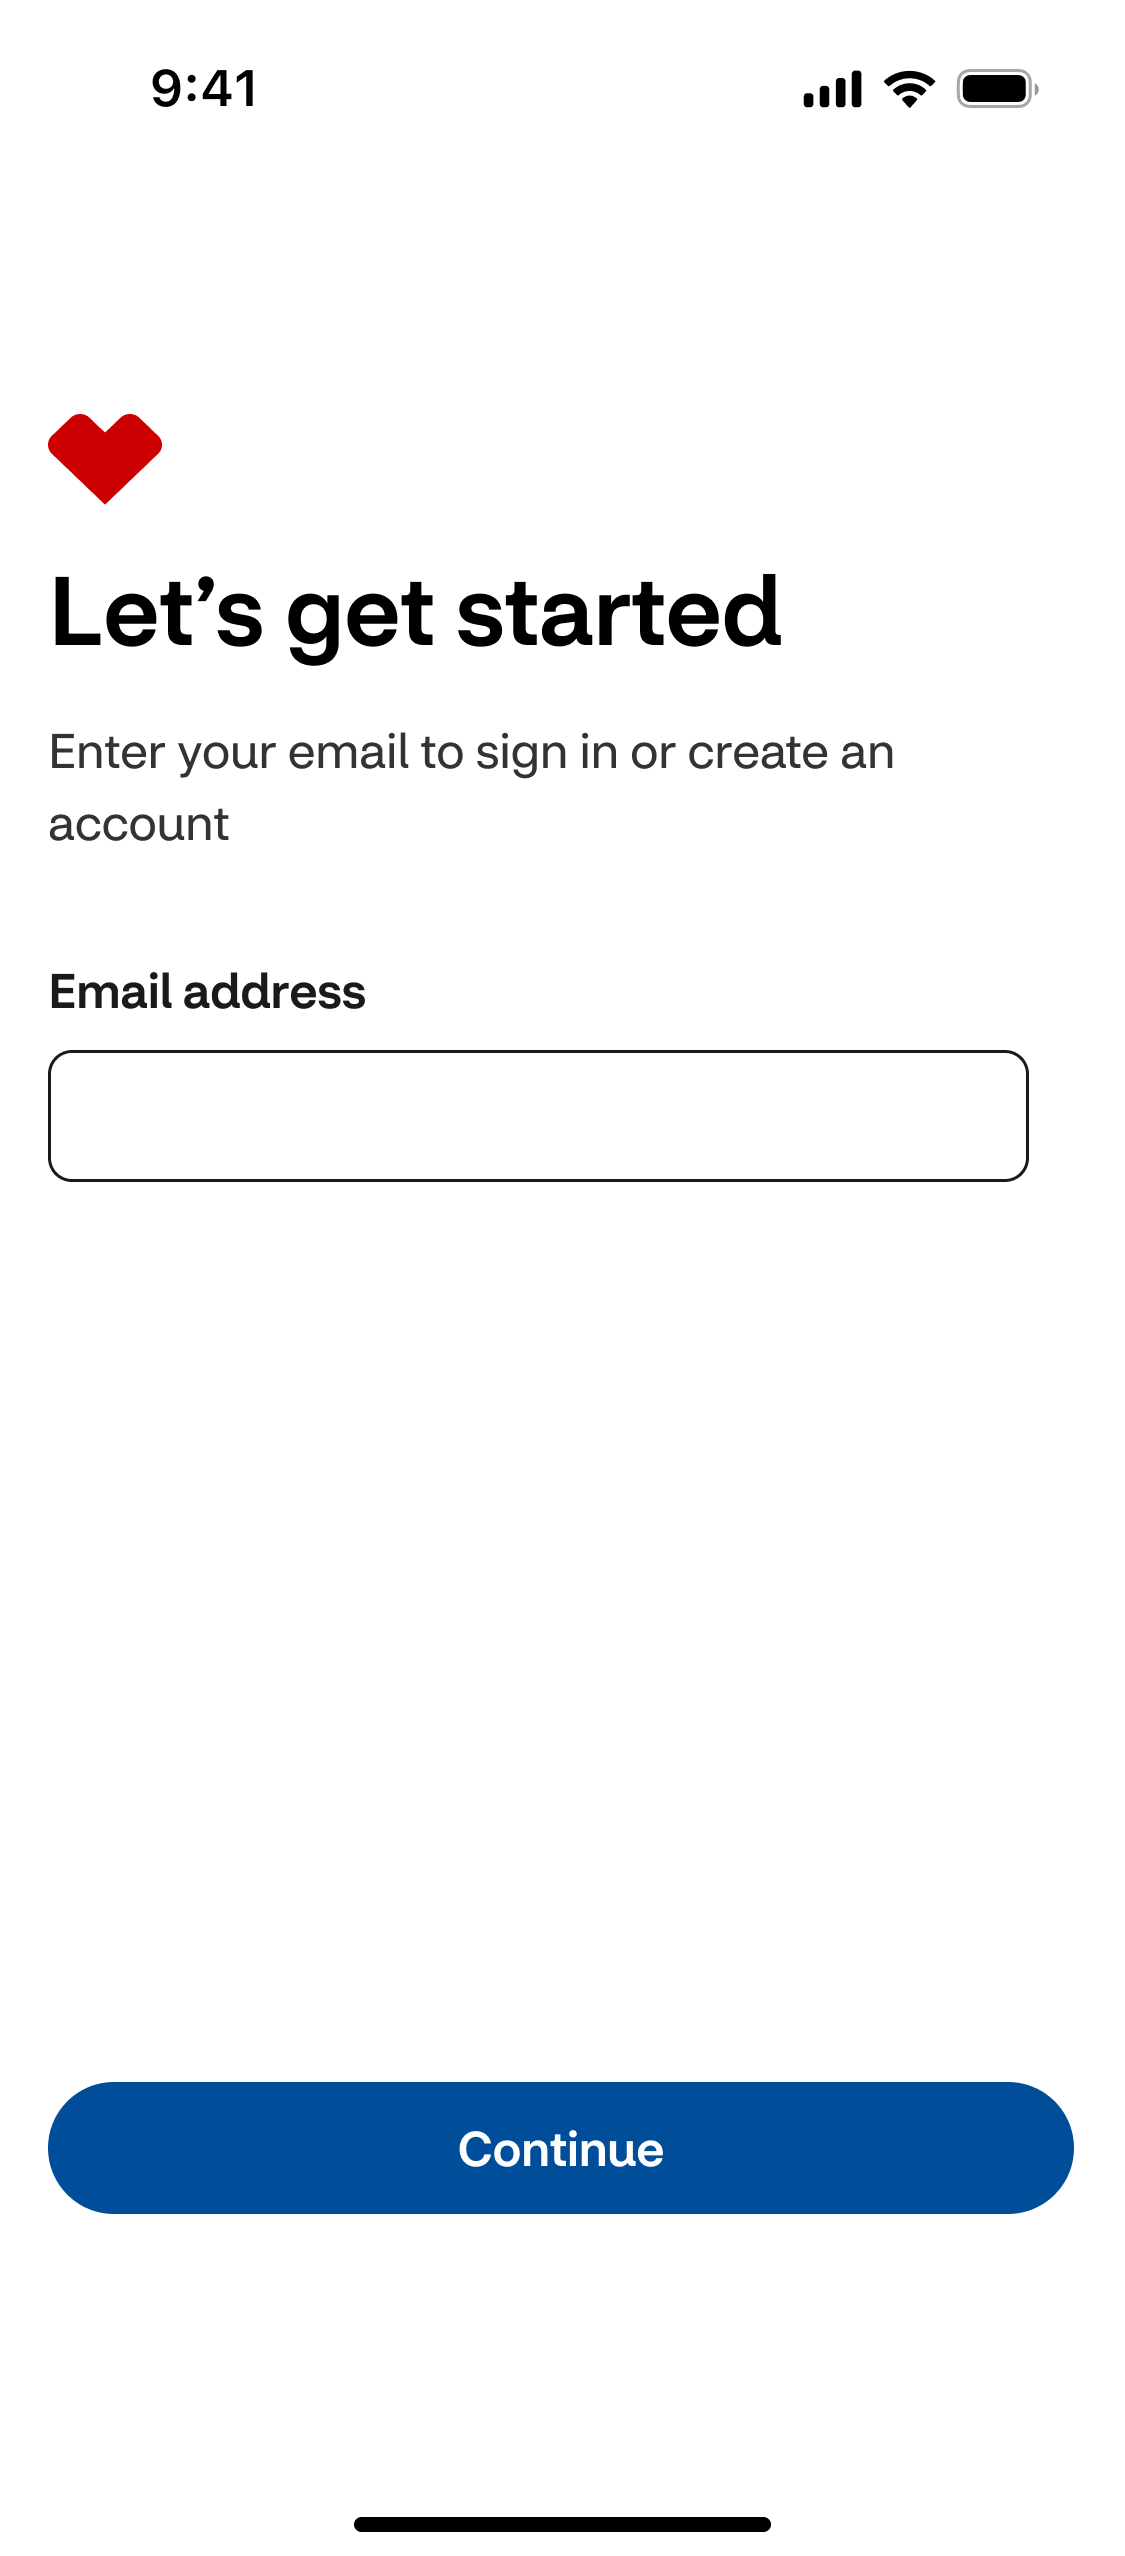 9:41
Let’s get started
Enter your email to sign in or create an
account
Email address
Continue